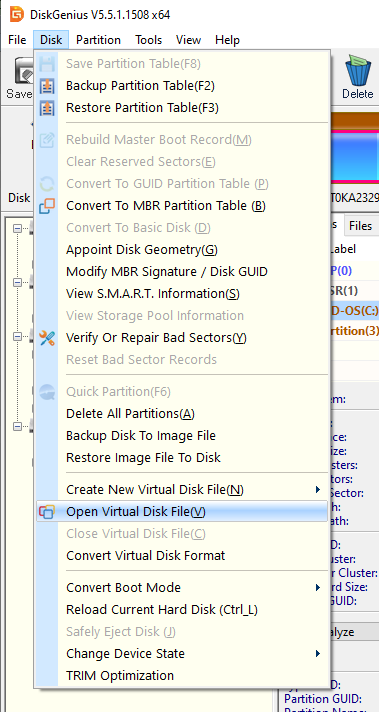 DiskGenius V5.5.1.1508 x64
File Disk Partition Tools View Help
Save Partition Table(F8)
Backup Partition Table(F2)
Restore Partition Table(F3)
Rebuild Master Boot Record(M)
Clear Reserved Sectors(E)
Convert To GUID Partition Table (P)
Convert To MBR Partition Table (B)
Convert To Basic Disk (D)
Appoint Disk Geometry(G)
Modify MBR Signature / Disk GUID
View S.M.A.R.T. Information(S)
View Storage Pool Information
Verify Or Repair Bad Sectors(Y)
Reset Bad Sector Records
Quick Partition(F6)
Delete All Partitions(A)
Backup Disk To Image File
Restore Image File To Disk
Create New Virtual Disk File(N)
Open Virtual Disk File(V)
Close Virtual Disk File(C)
Convert Virtual Disk Format
Convert Boot Mode
Reload Current Hard Disk (Ctrl_L)
Safely Eject Disk (J)
Change Device State
TRIM Optimization
Save
Disk
Delete
T0KA2329
Files
Label
P(0)
SR(1)
D-OS(C:)
artition(3)
em:
ce:
ize:
sters:
tors:
Sector:
h:
ath:
D:
Cluster:
rd Size:
GUID:
alyze
Type GUID:
Partition GUID: